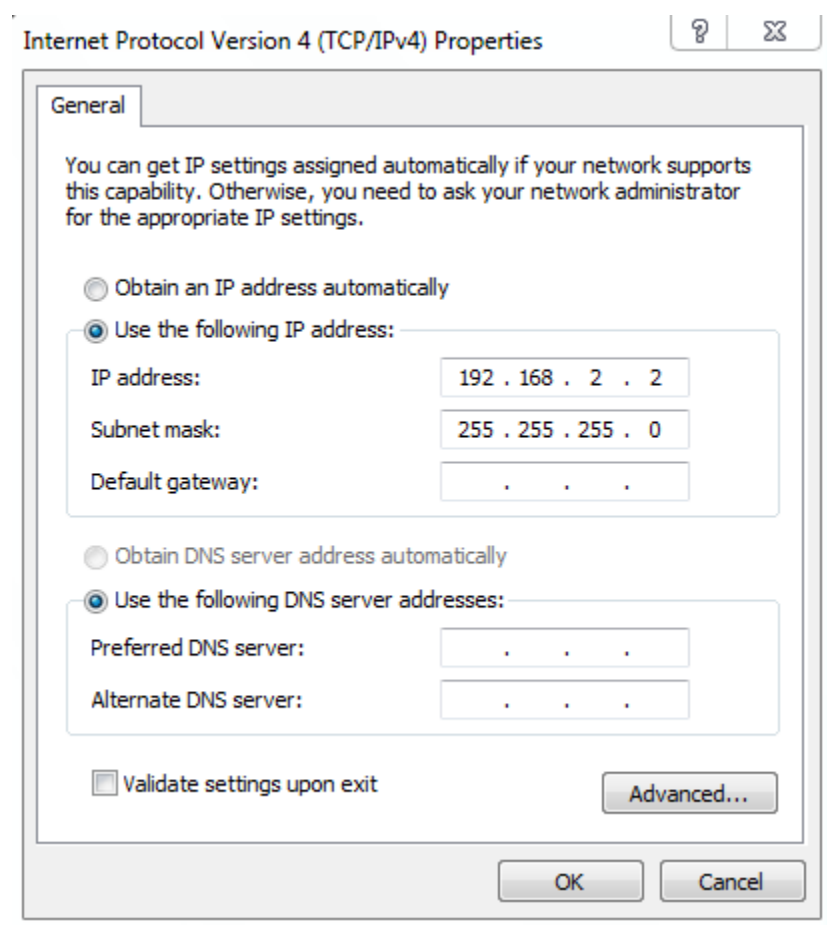 Internet Protocol Version 4 (TCP/IPv4) Properties
?
General
You can get IP settings assigned automatically if your network supports
this capability. Otherwise, you need to ask your network administrator
for the appropriate IP settings.
Obtain an IP address automatically
Use the following IP address:
IP address: 192 . 168 . 2 . 2
Subnet mask: 255 . 255 . 255 . 0
Default gateway: . . .
Obtain DNS server address automatically
Use the following DNS server addresses:
Preferred DNS server: . . .
Alternate DNS server: . . .
Validate settings upon exit
Advanced...
OK Cancel